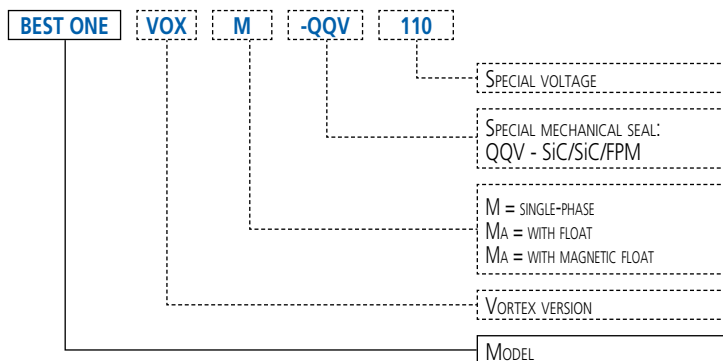 BEST ONE VOX M -QQV 110
Special voltage
Special mechanical seal:
QQV - SiC/SiC/FPM
M = single-phase
Ma = with float
Ma = with magnetic float
Vortex version
Model